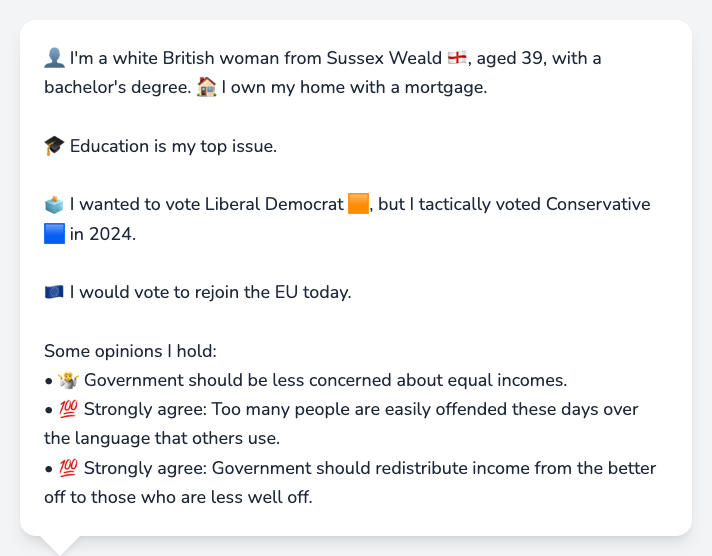 👤 I'm a white British woman from Sussex Weald 🏴󠁧󠁢󠁥󠁮󠁧󠁿, aged 39, with a
bachelor's degree. 🏠 I own my home with a mortgage.
🎓 Education is my top issue.
🗳️ I wanted to vote Liberal Democrat 🟧, but I tactically voted Conservative
🟦 in 2024.
🇪🇺 I would vote to rejoin the EU today.
Some opinions I hold:
• 🤷 Government should be less concerned about equal incomes.
• 💯 Strongly agree: Too many people are easily offended these days over
the language that others use.
• 💯 Strongly agree: Government should redistribute income from the better
off to those who are less well off.